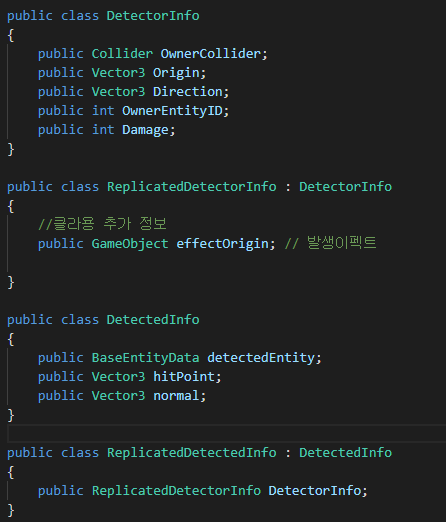 public class DetectorInfo
{
    public Collider OwnerCollider;
    public Vector3 Origin;
    public Vector3 Direction;
    public int OwnerEntityID;
    public int Damage;
}
public class ReplicatedDetectorInfo : DetectorInfo
{
    //클라용 추가 정보
    public GameObject effectOrigin; // 발생이펙트
}
public class DetectedInfo
{
    public BaseEntityData detectedEntity;
    public Vector3 hitPoint;
    public Vector3 normal;
}
public class ReplicatedDetectedInfo : DetectedInfo
{
    public ReplicatedDetectorInfo DetectorInfo;
}